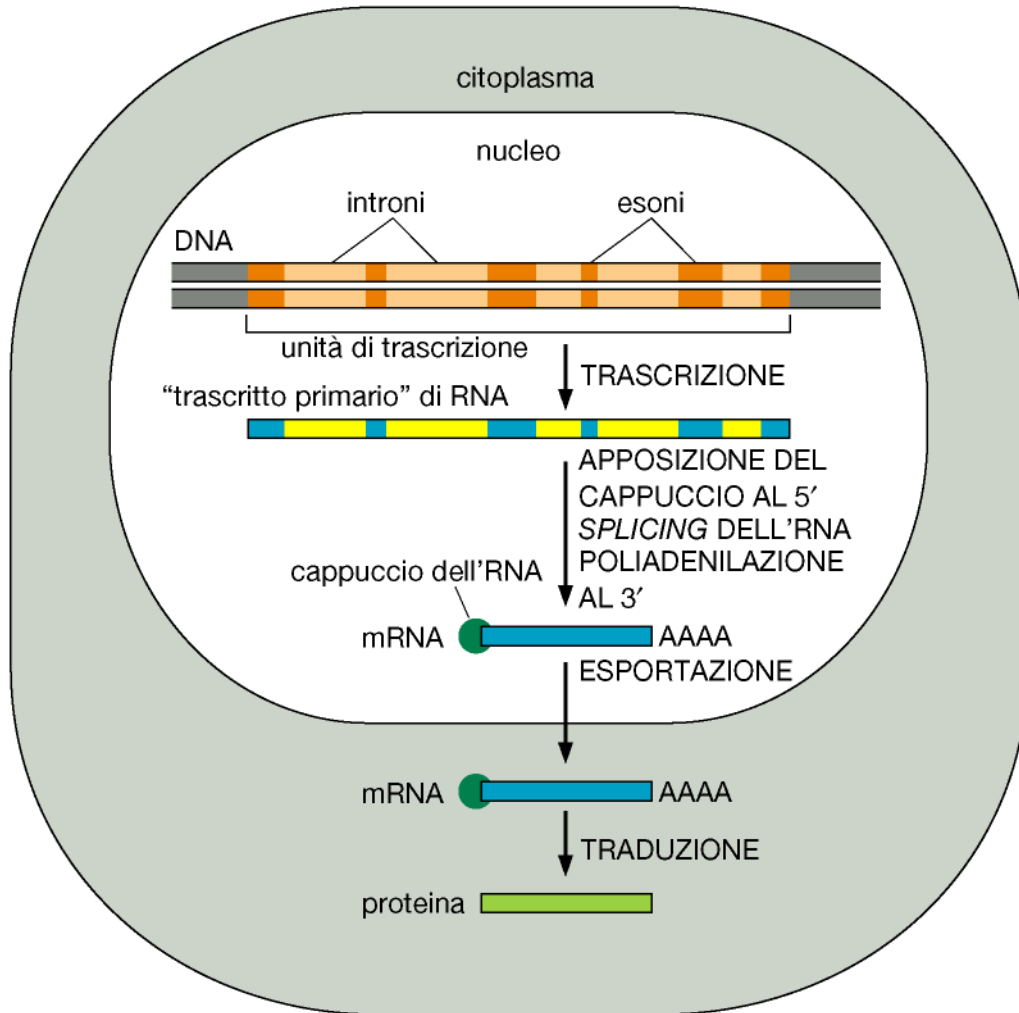 citoplasma
nucleo
introni
esoni
DNA
unità di trascrizione
TRASCRIZIONE
“trascritto primario” di RNA
APPOSIZIONE DEL
CAPPUCCIO AL 5′
SPLICING DELL’RNA
POLIADENILAZIONE
AL 3′
cappuccio dell’RNA
mRNA
AAAA
ESPORTAZIONE
mRNA
AAAA
TRADUZIONE
proteina